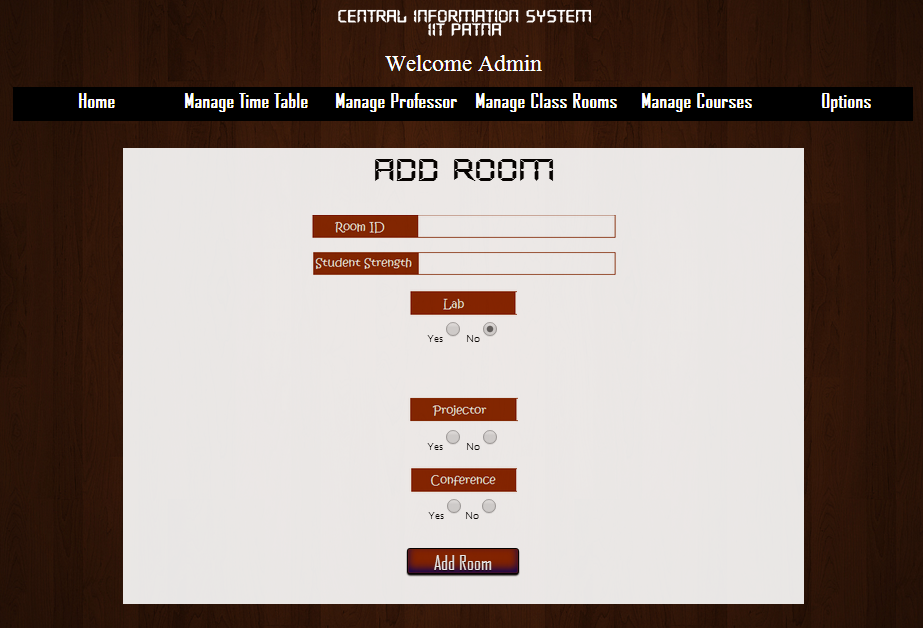 CENTRAL INFORMATION SYSTEM
IIT PATNA
Welcome Admin
Home Manage Time Table Manage Professor Manage Class Rooms Manage Courses Options
ADD ROOM
Room ID
Student Strength
Lab
Yes No
Projector
Yes No
Conference
Yes No
Add Room